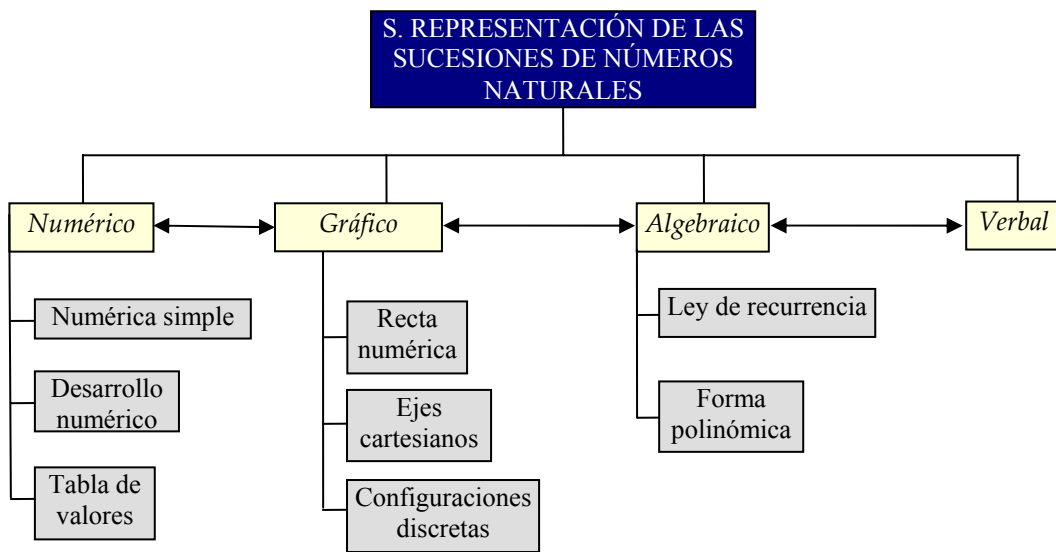 S. REPRESENTACIÓN DE LAS
SUCESIONES DE NÚMEROS
NATURALES
Numérico
Gráfico
Algebraico
Verbal
Numérica simple
Desarrollo
numérico
Tabla de
valores
Recta
numérica
Ejes
cartesianos
Configuraciones
discretas
Ley de recurrencia
Forma
polinómica